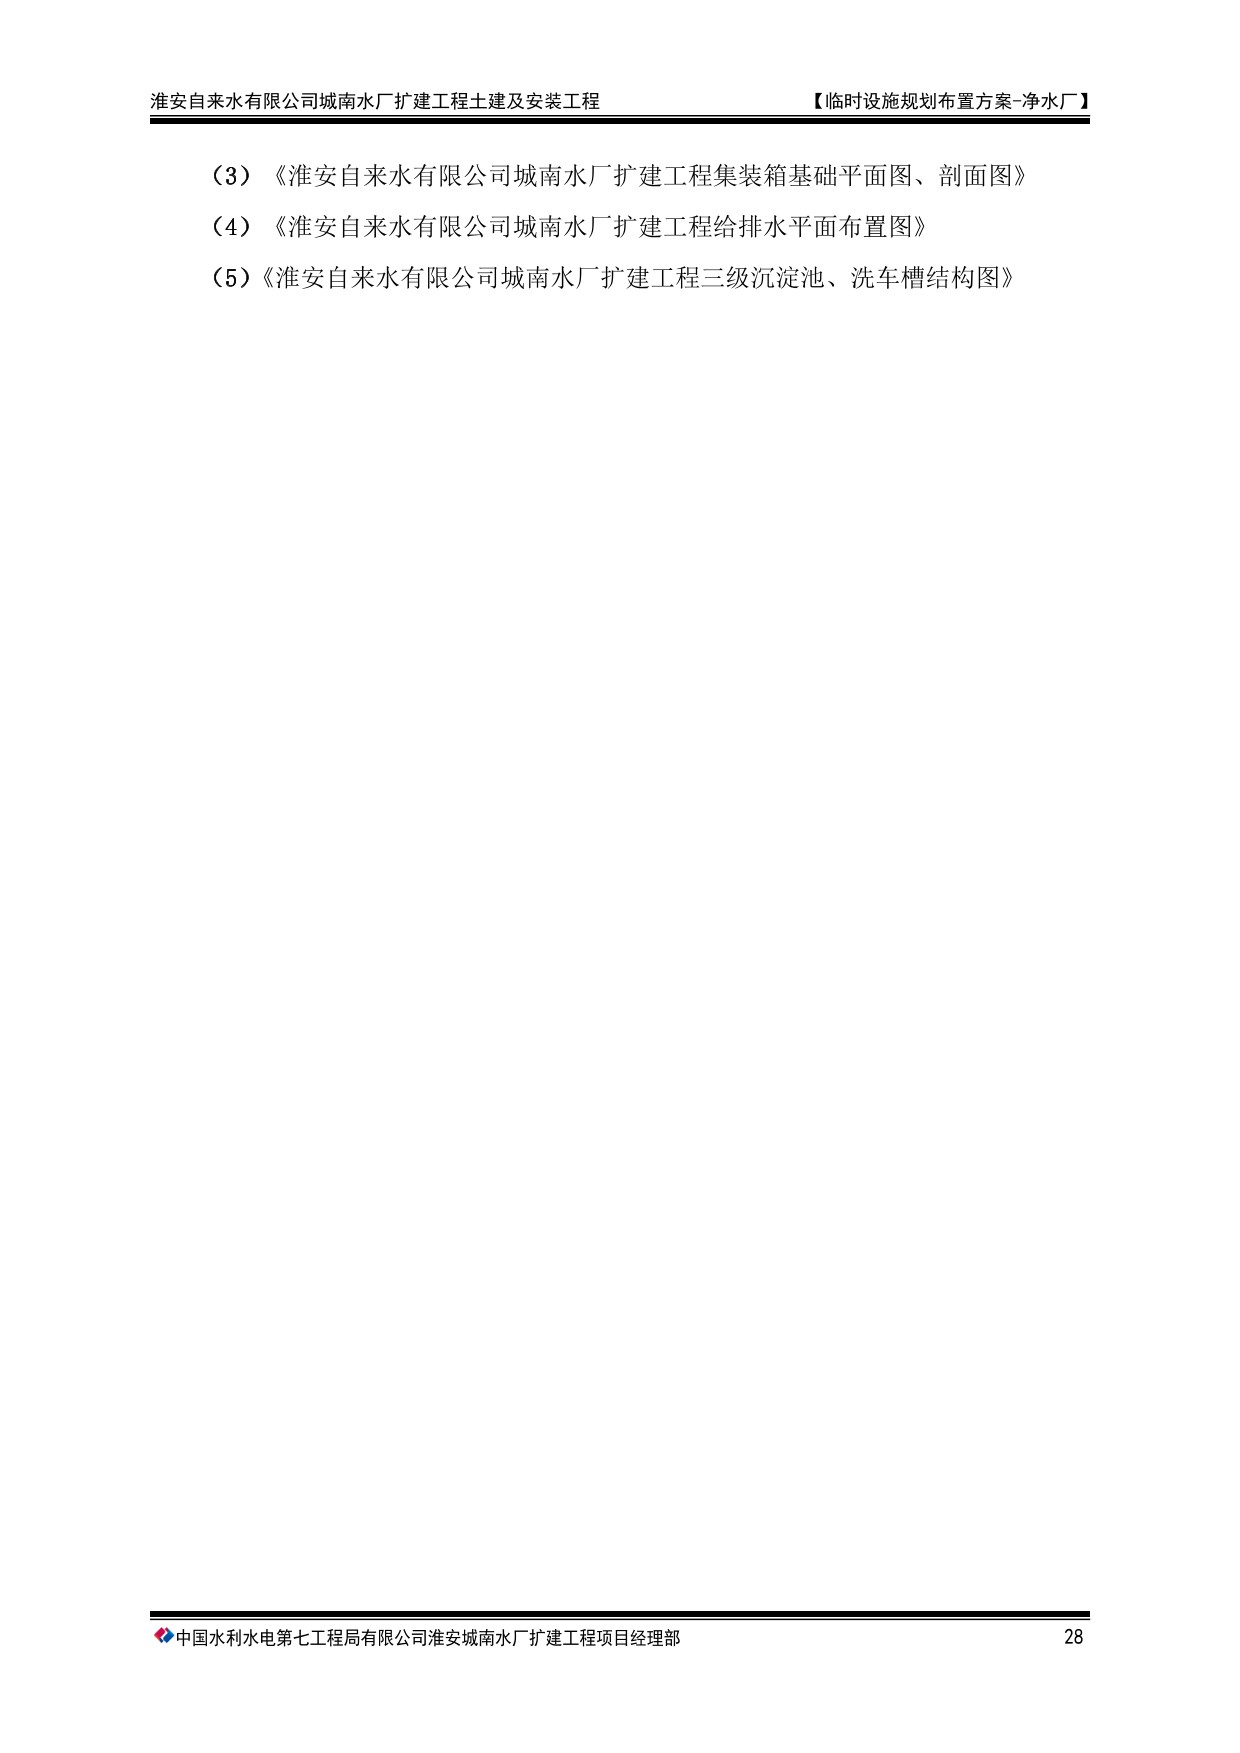 淮安自来水有限公司城南水厂扩建工程土建及安装工程 【临时设施规划布置方案-净水厂】
（3）《淮安自来水有限公司城南水厂扩建工程集装箱基础平面图、剖面图》
（4）《淮安自来水有限公司城南水厂扩建工程给排水平面布置图》
（5）《淮安自来水有限公司城南水厂扩建工程三级沉淀池、洗车槽结构图》
中国水利水电第七工程局有限公司淮安城南水厂扩建工程项目经理部 28